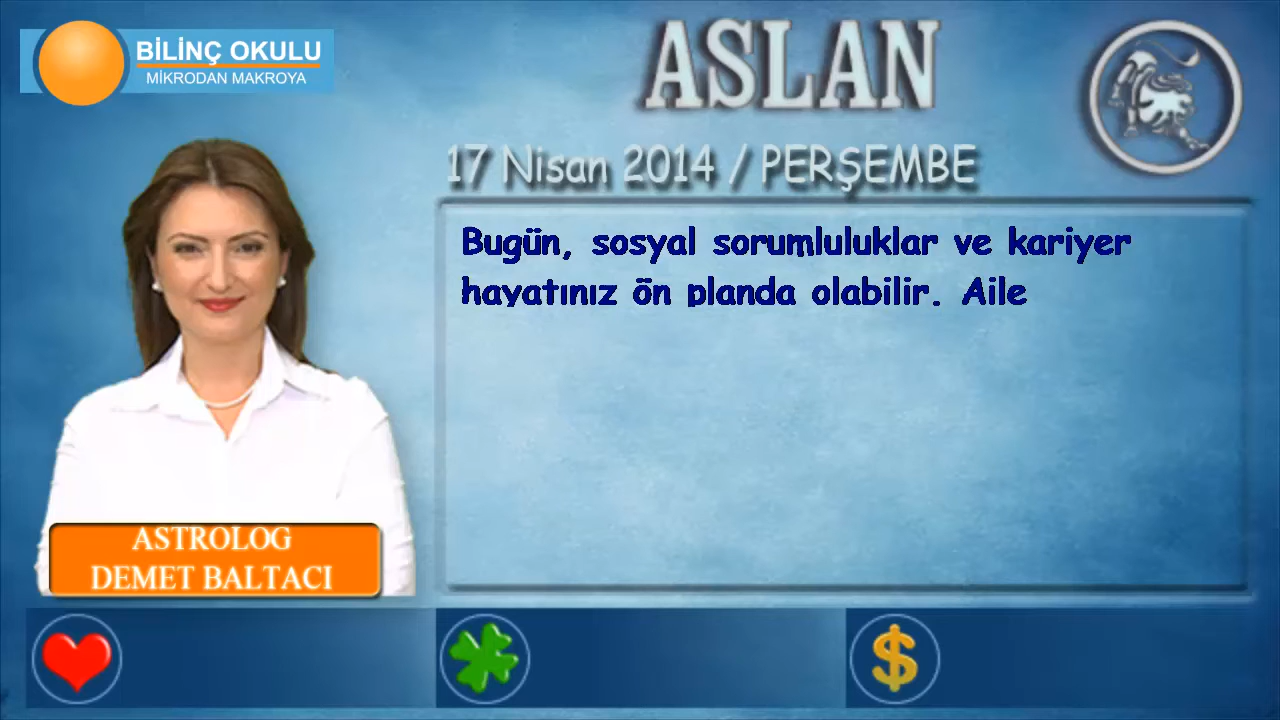 BİLİNÇ OKULU
MİKRODAN MAKROYA
ASLAN
17 Nisan 2014 / PERŞEMBE
Bugün, sosyal sorumluluklar ve kariyer
hayatınız ön planda olabilir. Aile
ASTROLOG
DEMET BALTACI